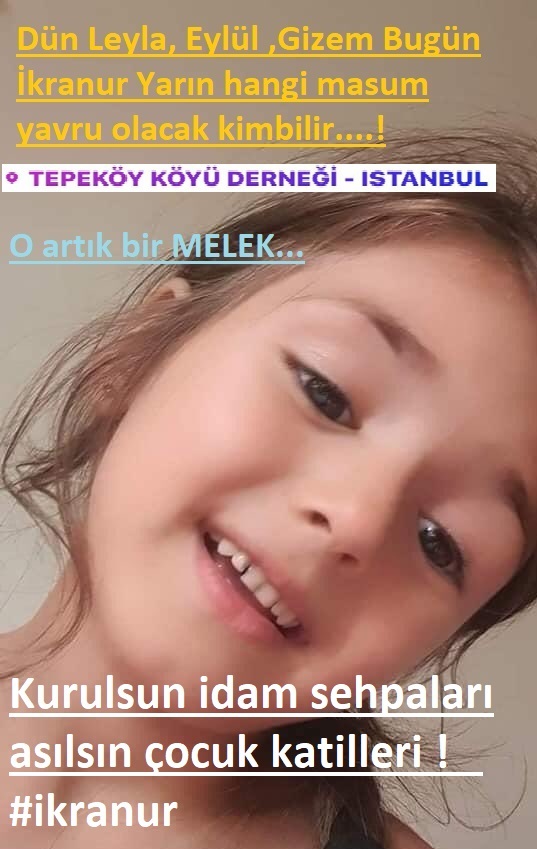 Dün Leyla, Eylül ,Gizem Bugün
İkranur Yarın hangi masum
yavru olacak kimbilir....!
TEPEKÖY KÖYÜ DERNEĞİ - ISTANBUL
O artık bir MELEK...
Kurulsun idam sehpaları
asılsın çocuk katilleri !
#ikranur